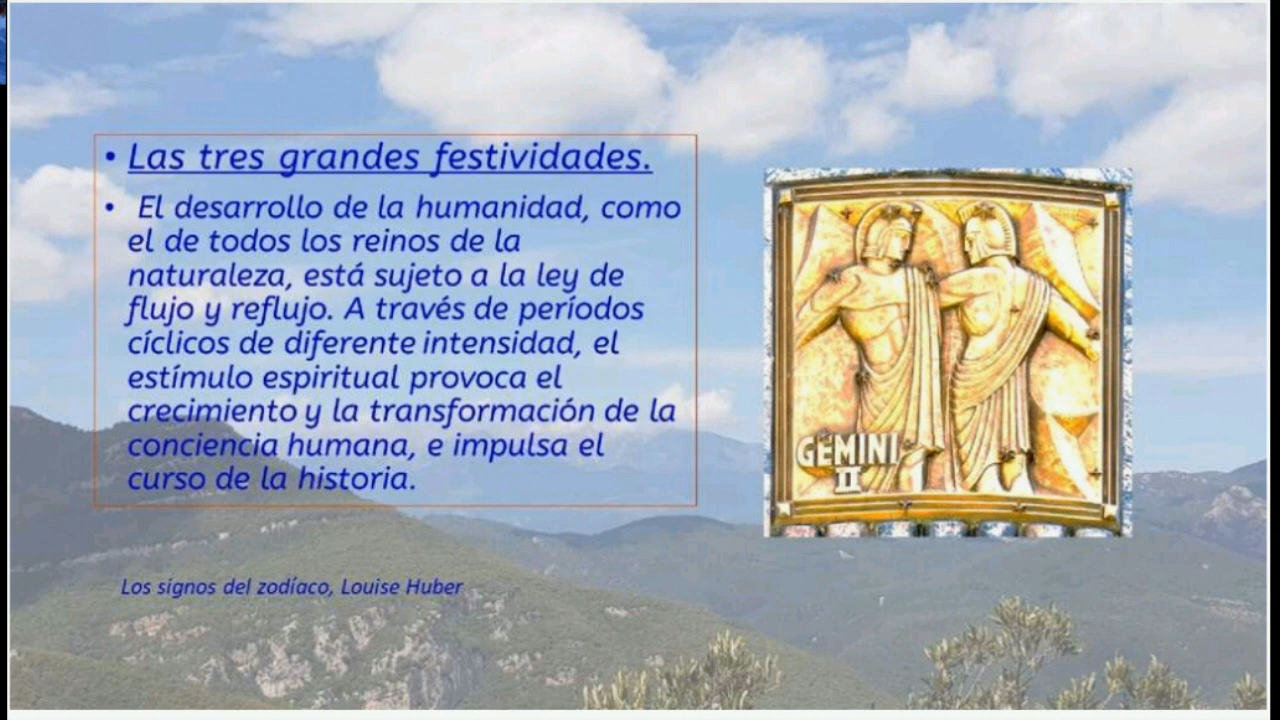 • Las tres grandes festividades.
• El desarrollo de la humanidad, como
el de todos los reinos de la
naturaleza, está sujeto a la ley de
flujo y reflujo. A través de períodos
cíclicos de diferente intensidad, el
estímulo espiritual provoca el
crecimiento y la transformación de la
conciencia humana, e impulsa el
curso de la historia.
GEMINI
II
Los signos del zodíaco, Louise Huber